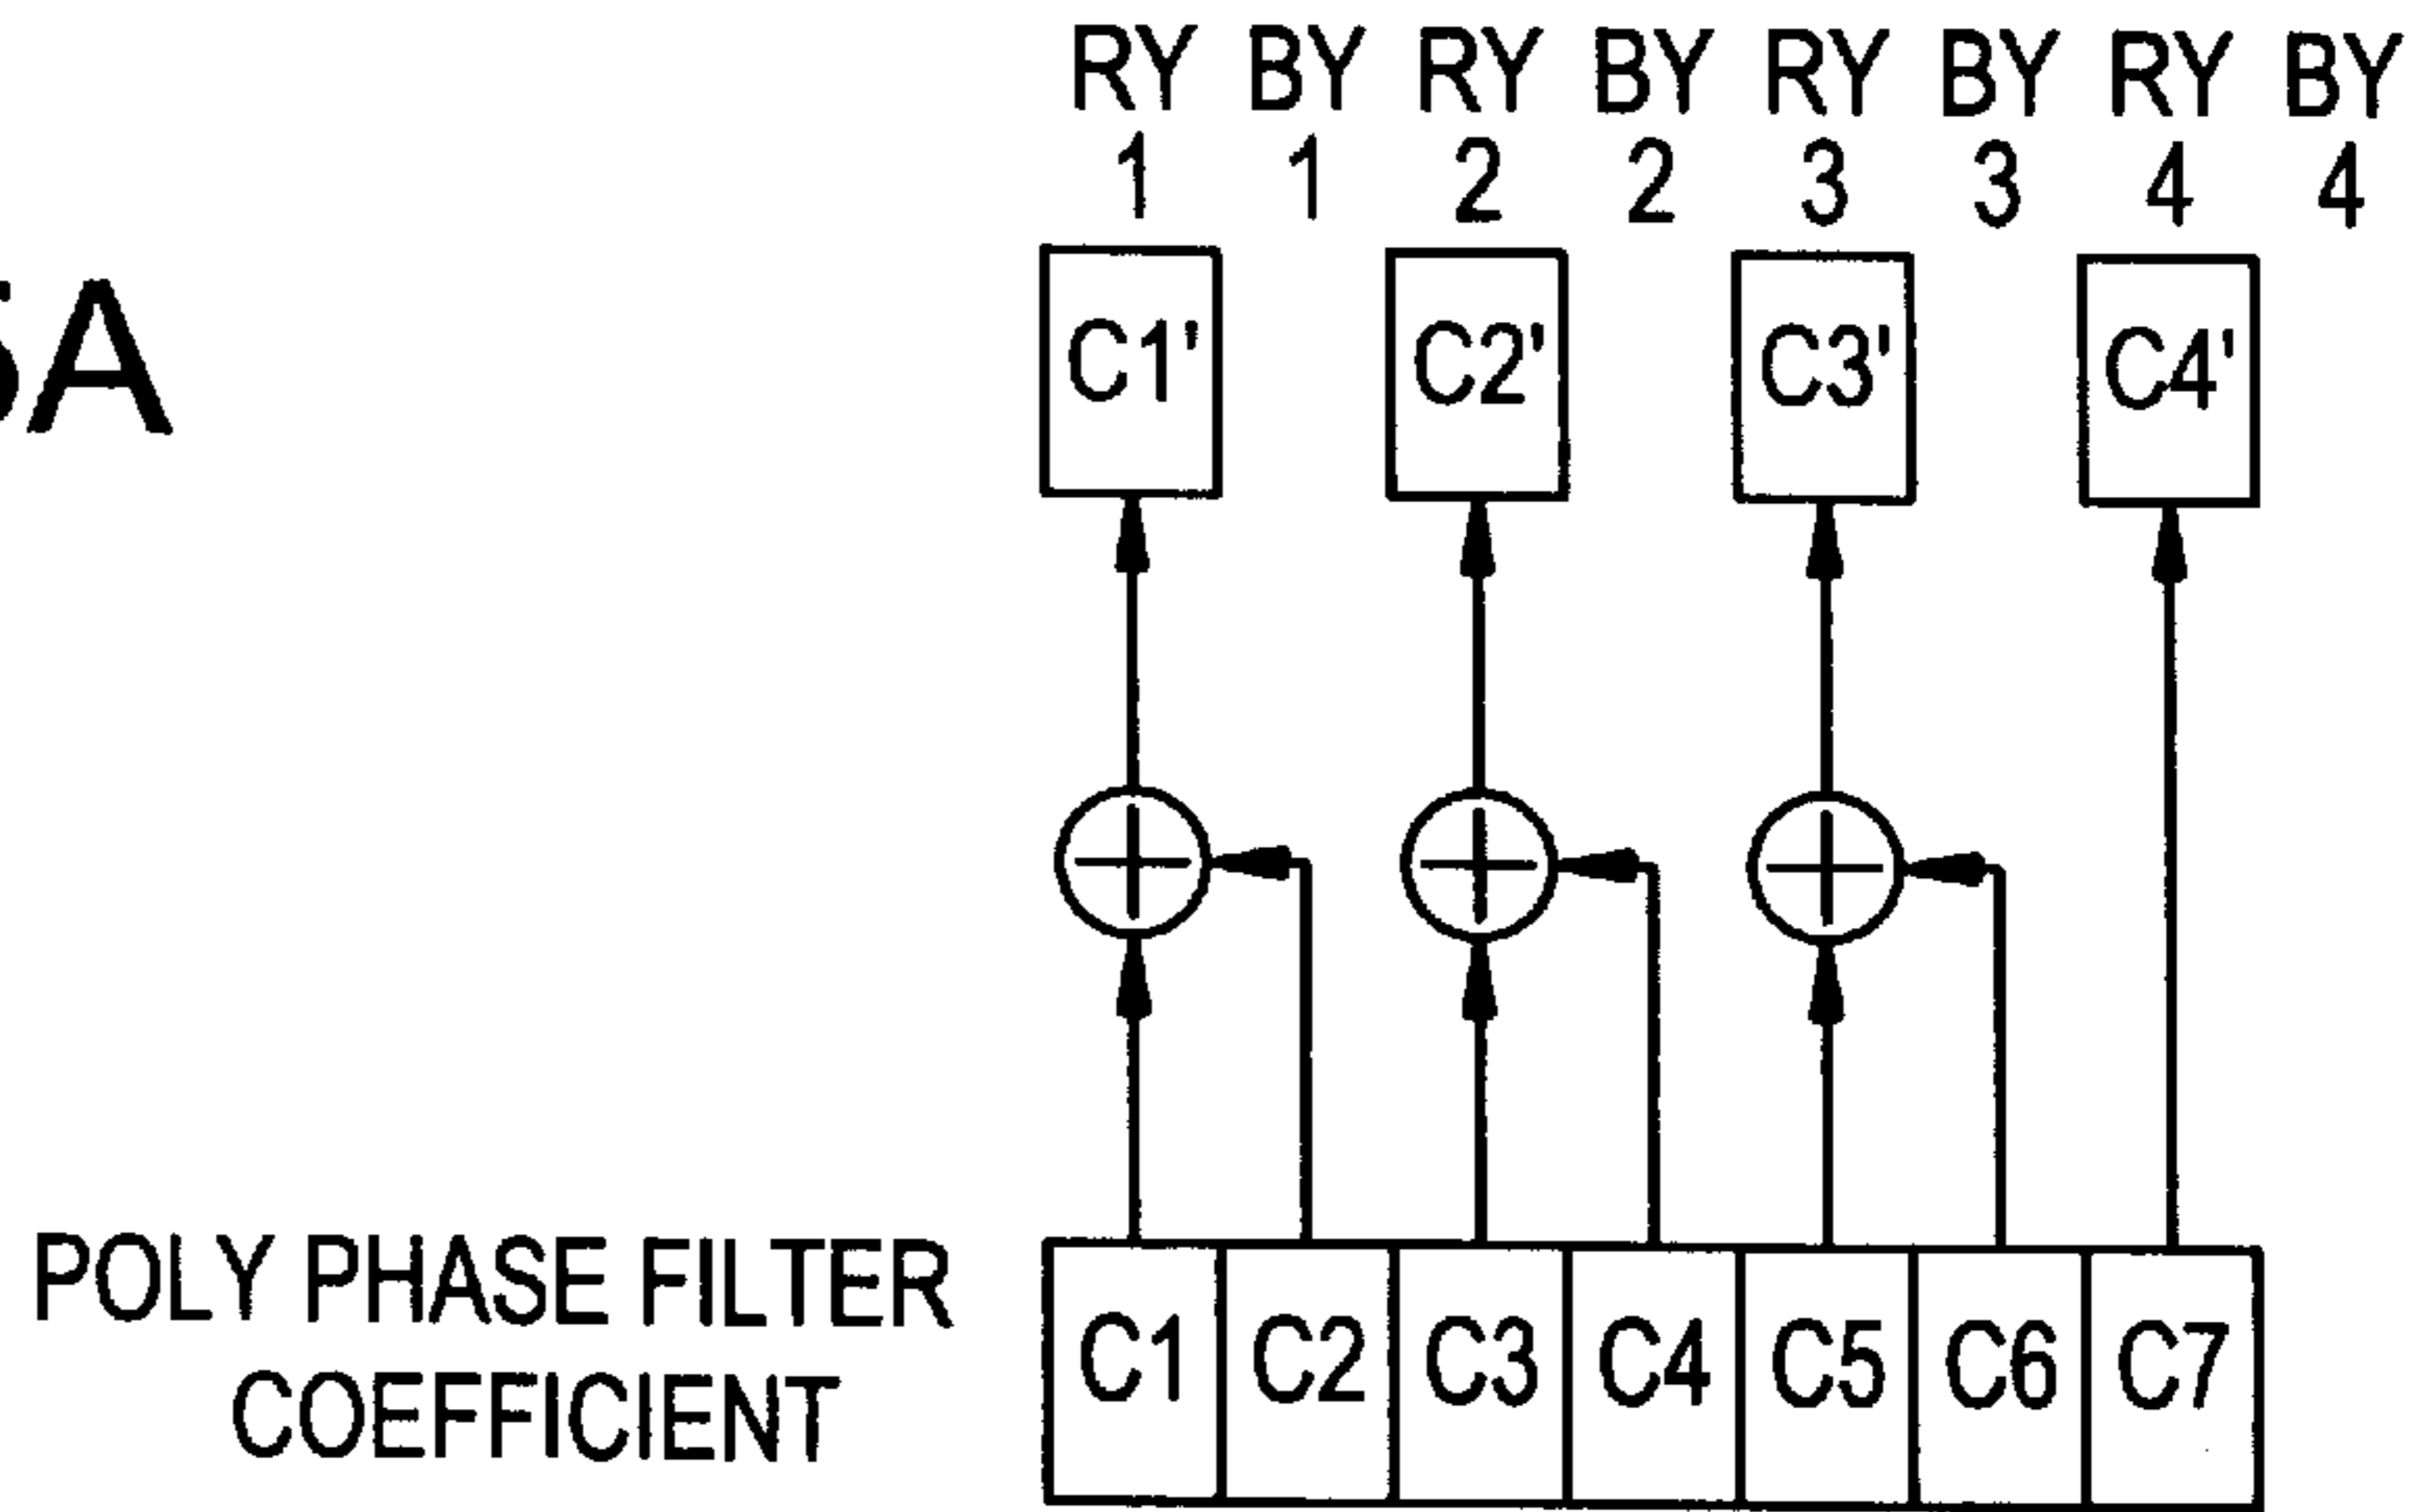 RY BY RY BY RY BY RY BY
1 1 2 2 3 3 4 4
C1' C2' C3' C4'
POLY PHASE FILTER
COEFFICIENT
C1 C2 C3 C4 C5 C6 C7